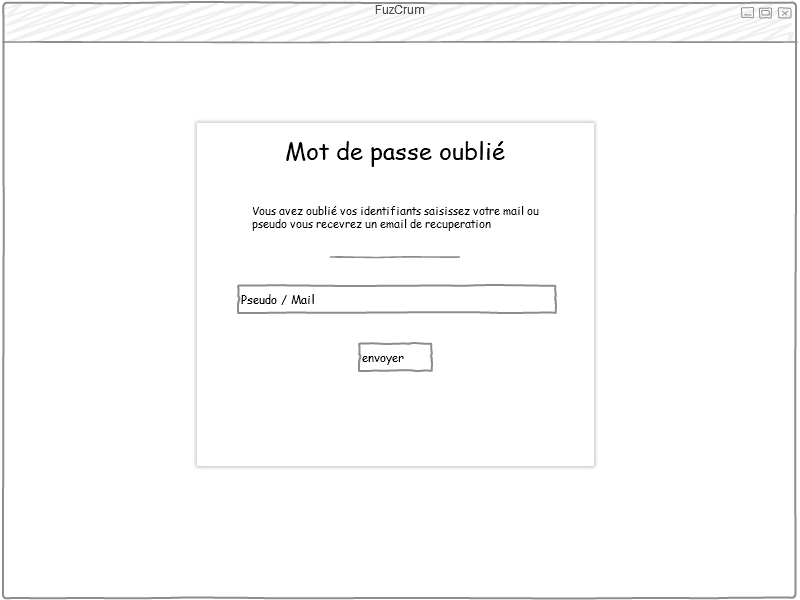 FuzCrum
Mot de passe oublié
Vous avez oublié vos identifiants saisissez votre mail ou
pseudo vous recevrez un email de recuperation
Pseudo / Mail
envoyer